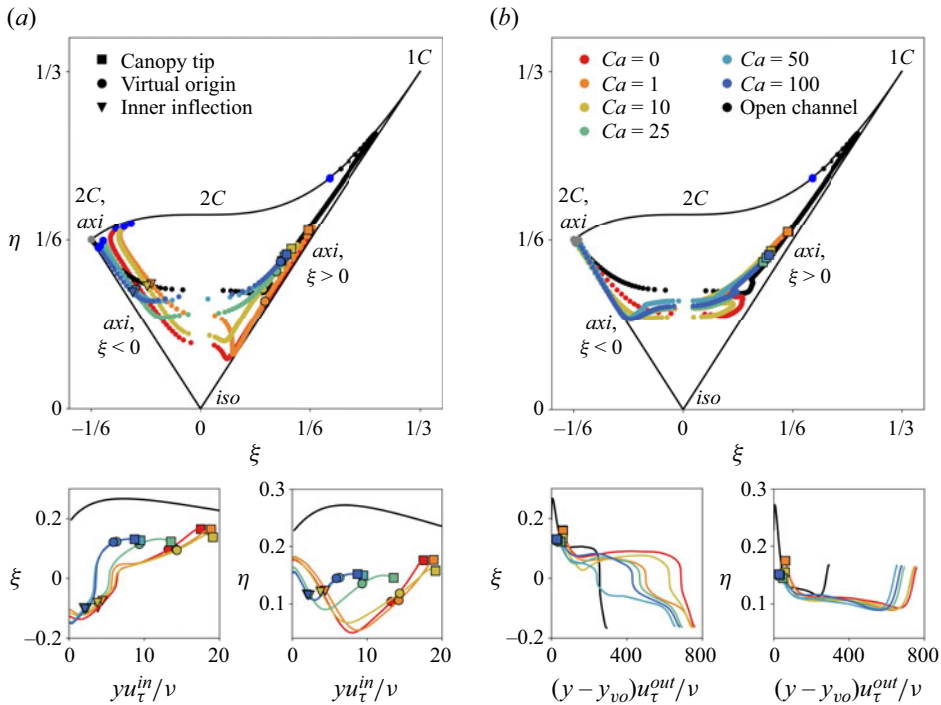 (a)
(b)
Canopy tip
Virtual origin
Inner inflection
1/3
1C
2C,
axi
2C
η
1/6
axi,
ξ > 0
axi,
ξ < 0
iso
0
−1/6
0
1/6
1/3
ξ
Ca = 0
Ca = 1
Ca = 10
Ca = 25
Ca = 50
Ca = 100
Open channel
1/3
1C
2C,
axi
2C
η
1/6
axi,
ξ > 0
axi,
ξ < 0
iso
0
−1/6
0
1/6
1/3
ξ
0.2
ξ
0
−0.2
0
10
20
yu_τ^{in}/ν
0.3
0.2
η
0.1
0
10
20
yu_τ^{in}/ν
0.2
ξ
0
−0.2
0
400
800
(y − y_{vo})u_τ^{out}/ν
0.3
η
0.2
0.1
0
400
800
(y − y_{vo})u_τ^{out}/ν